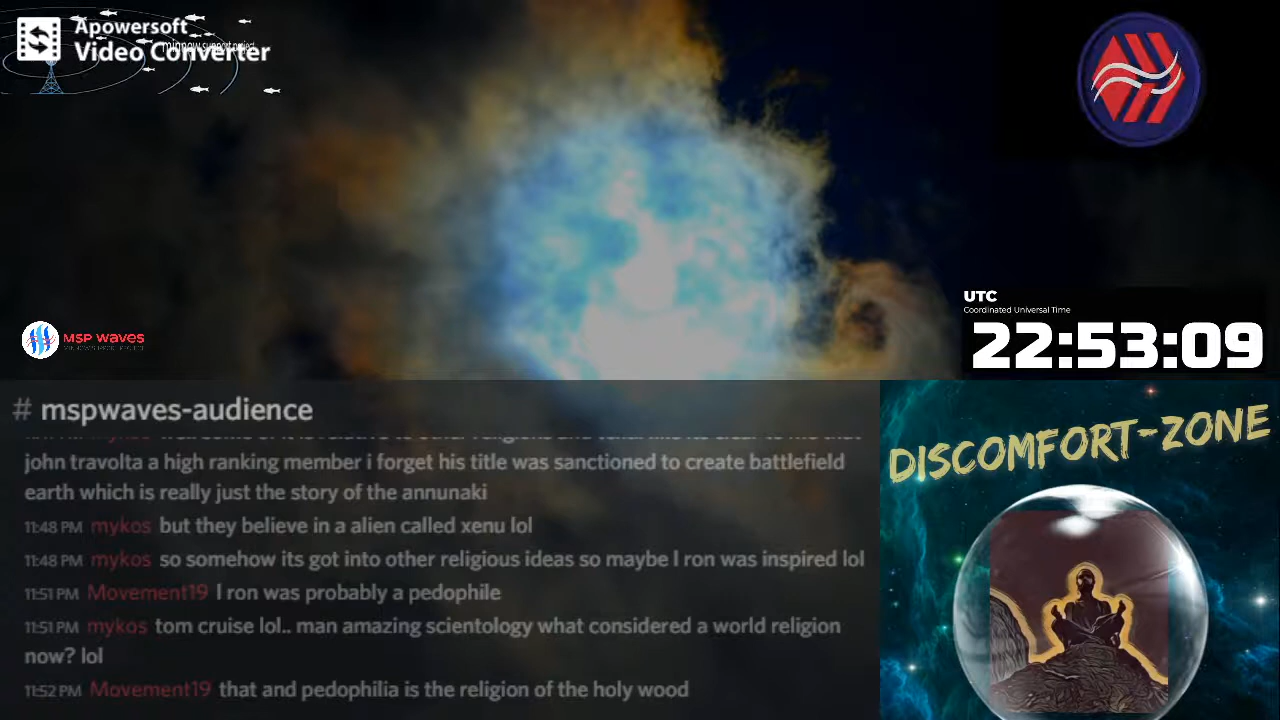 Apowersoft
Video Converter
minnow support project
MSP WAVES
UTC
Coordinated Universal Time
22:53:09
# mspwaves-audience
john travolta a high ranking member i forget his title was sanctioned to create battlefield
earth which is really just the story of the annunaki
11:48 PM mykos but they believe in a alien called xenu lol
11:48 PM mykos so somehow its got into other religious ideas so maybe l ron was inspired lol
11:51 PM Movement19 l ron was probably a pedophile
11:51 PM mykos tom cruise lol.. man amazing scientology what considered a world religion
now? lol
11:52 PM Movement19 that and pedophilia is the religion of the holy wood
DISCOMFORT-ZONE